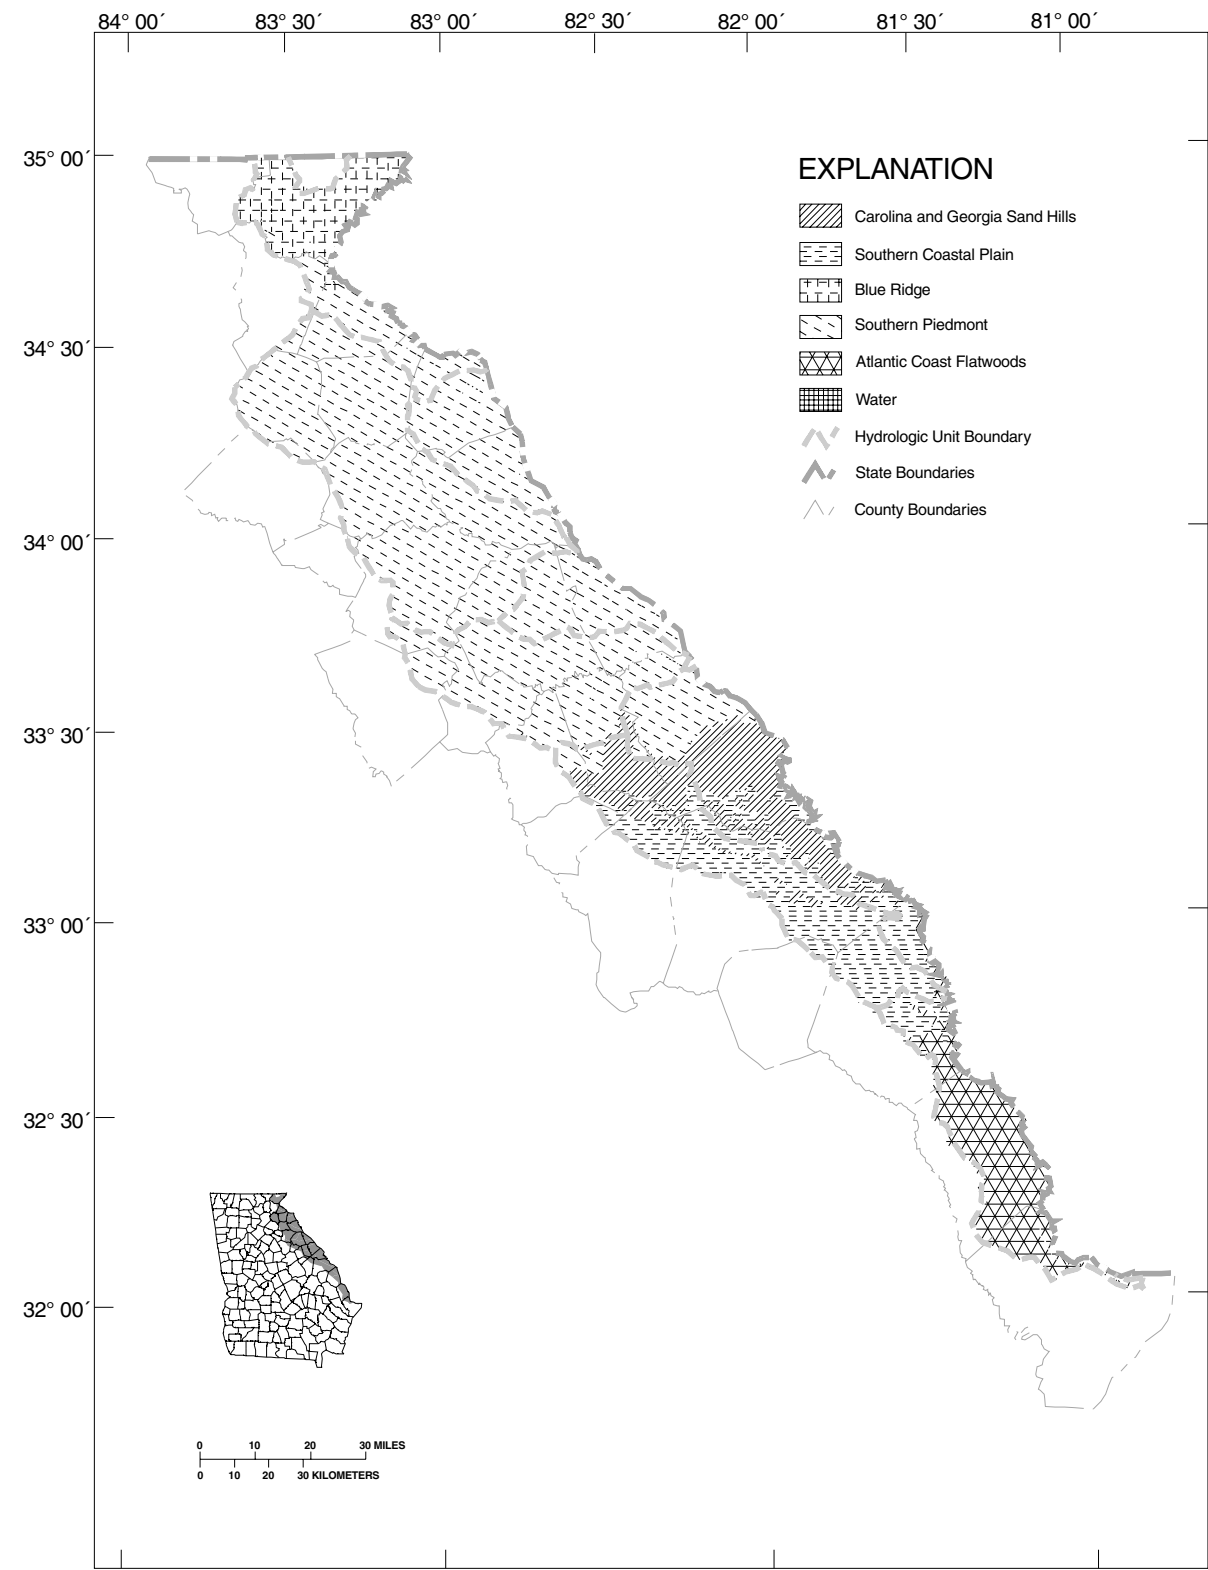 84° 00´ 83° 30´ 83° 00´ 82° 30´ 82° 00´ 81° 30´ 81° 00´
35° 00´
EXPLANATION
Carolina and Georgia Sand Hills
Southern Coastal Plain
Blue Ridge
Southern Piedmont
34° 30´
Atlantic Coast Flatwoods
Water
Hydrologic Unit Boundary
State Boundaries
County Boundaries
34° 00´
33° 30´
33° 00´
32° 30´
32° 00´
0 10 20 30 MILES
0 10 20 30 KILOMETERS